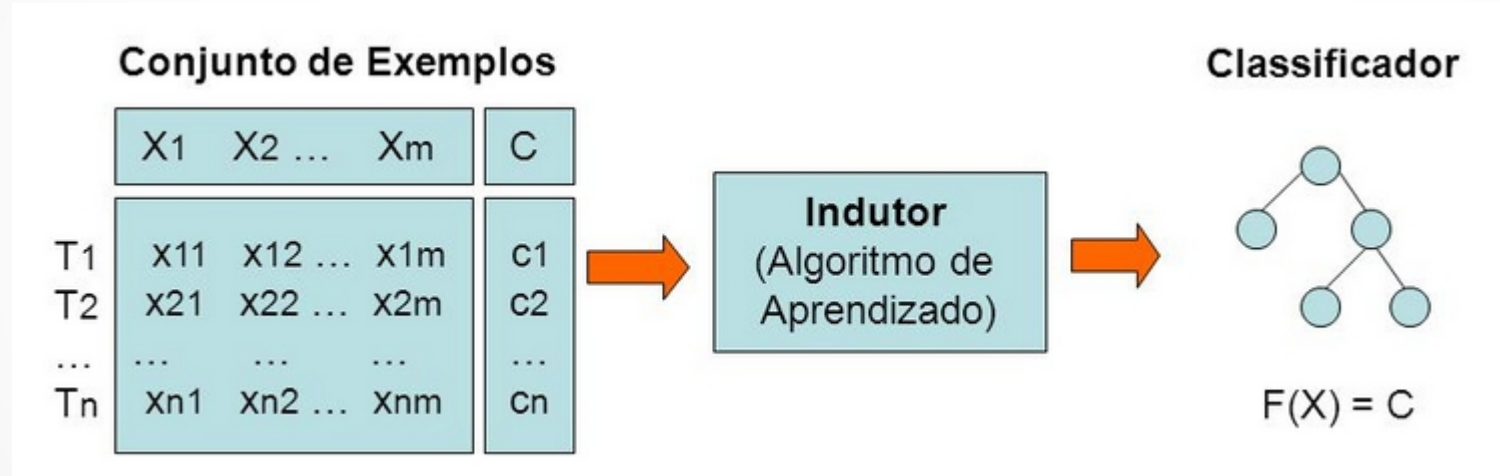 Conjunto de Exemplos
X1 X2 ... Xm C
T1 x11 x12 ... x1m c1
T2 x21 x22 ... x2m c2
... ... ... ... ...
Tn xn1 xn2 ... xnm cn
Indutor
(Algoritmo de
Aprendizado)
Classificador
F(X) = C